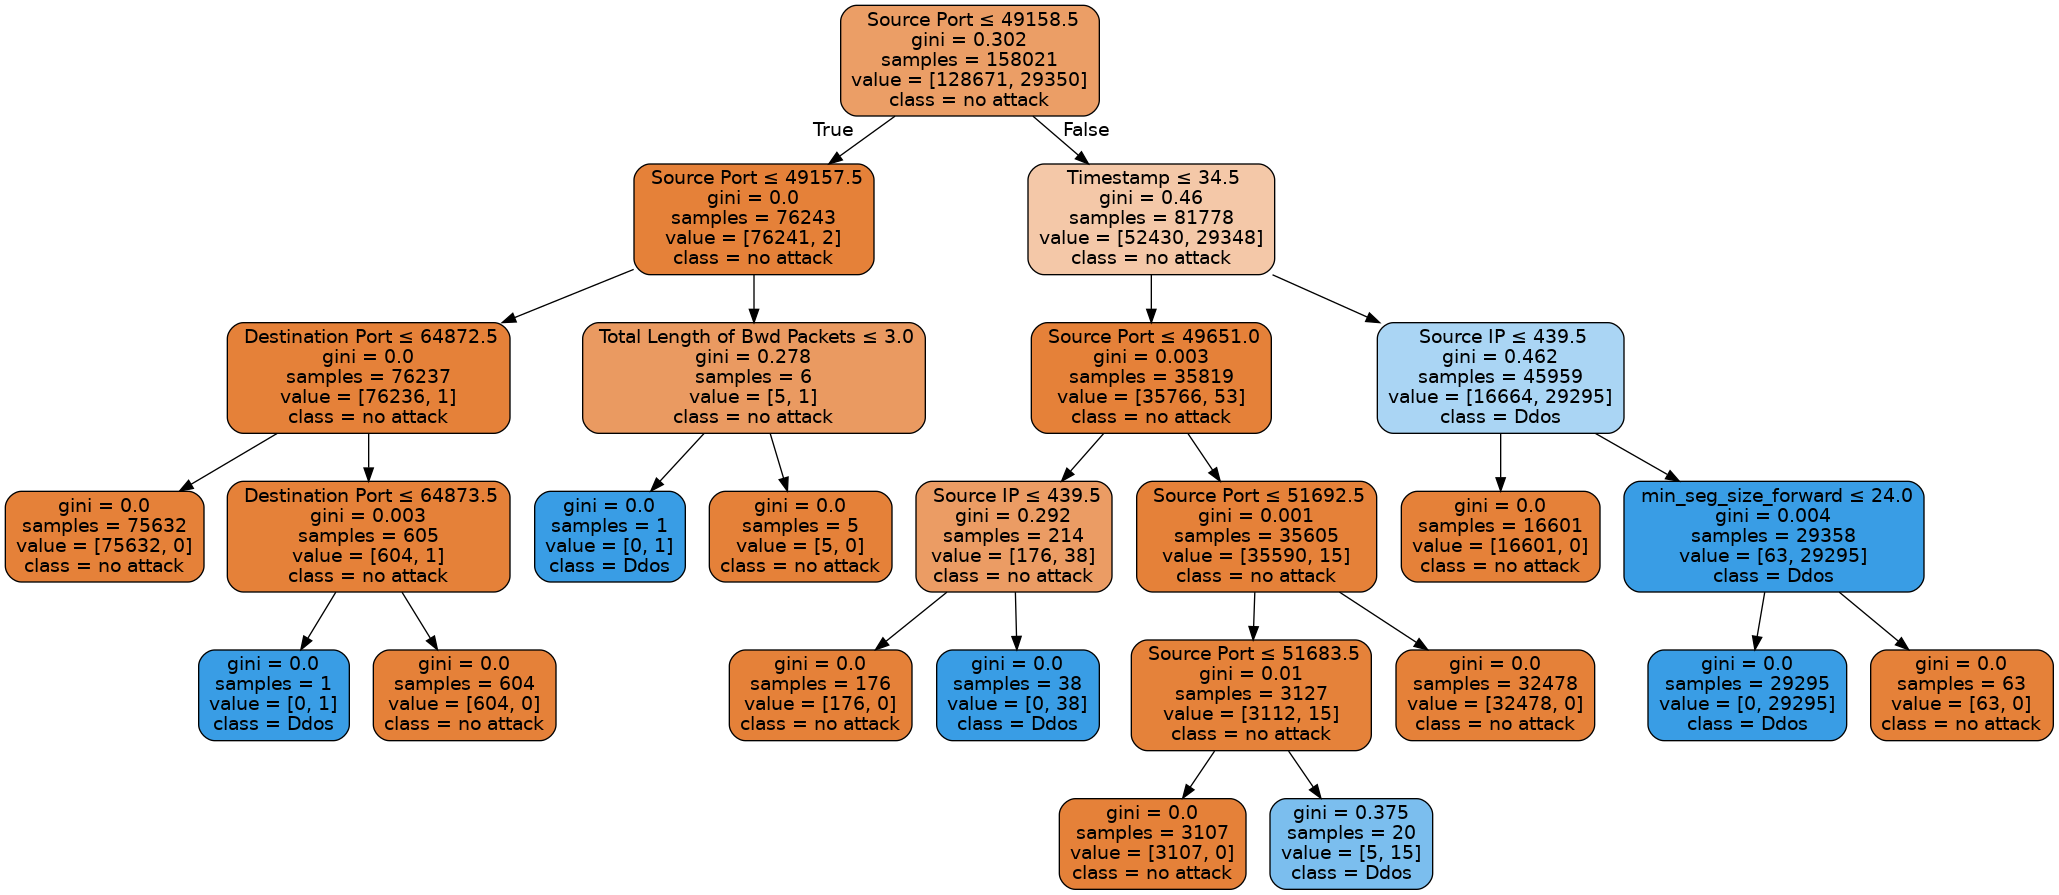 Source Port ≤ 49158.5
gini = 0.302
samples = 158021
value = [128671, 29350]
class = no attack
True
False
Source Port ≤ 49157.5
gini = 0.0
samples = 76243
value = [76241, 2]
class = no attack
Timestamp ≤ 34.5
gini = 0.46
samples = 81778
value = [52430, 29348]
class = no attack
Destination Port ≤ 64872.5
gini = 0.0
samples = 76237
value = [76236, 1]
class = no attack
Total Length of Bwd Packets ≤ 3.0
gini = 0.278
samples = 6
value = [5, 1]
class = no attack
Source Port ≤ 49651.0
gini = 0.003
samples = 35819
value = [35766, 53]
class = no attack
Source IP ≤ 439.5
gini = 0.462
samples = 45959
value = [16664, 29295]
class = Ddos
gini = 0.0
samples = 75632
value = [75632, 0]
class = no attack
Destination Port ≤ 64873.5
gini = 0.003
samples = 605
value = [604, 1]
class = no attack
gini = 0.0
samples = 1
value = [0, 1]
class = Ddos
gini = 0.0
samples = 5
value = [5, 0]
class = no attack
Source IP ≤ 439.5
gini = 0.292
samples = 214
value = [176, 38]
class = no attack
Source Port ≤ 51692.5
gini = 0.001
samples = 35605
value = [35590, 15]
class = no attack
gini = 0.0
samples = 16601
value = [16601, 0]
class = no attack
min_seg_size_forward ≤ 24.0
gini = 0.004
samples = 29358
value = [63, 29295]
class = Ddos
gini = 0.0
samples = 1
value = [0, 1]
class = Ddos
gini = 0.0
samples = 604
value = [604, 0]
class = no attack
gini = 0.0
samples = 176
value = [176, 0]
class = no attack
gini = 0.0
samples = 38
value = [0, 38]
class = Ddos
Source Port ≤ 51683.5
gini = 0.01
samples = 3127
value = [3112, 15]
class = no attack
gini = 0.0
samples = 32478
value = [32478, 0]
class = no attack
gini = 0.0
samples = 29295
value = [0, 29295]
class = Ddos
gini = 0.0
samples = 63
value = [63, 0]
class = no attack
gini = 0.0
samples = 3107
value = [3107, 0]
class = no attack
gini = 0.375
samples = 20
value = [5, 15]
class = Ddos